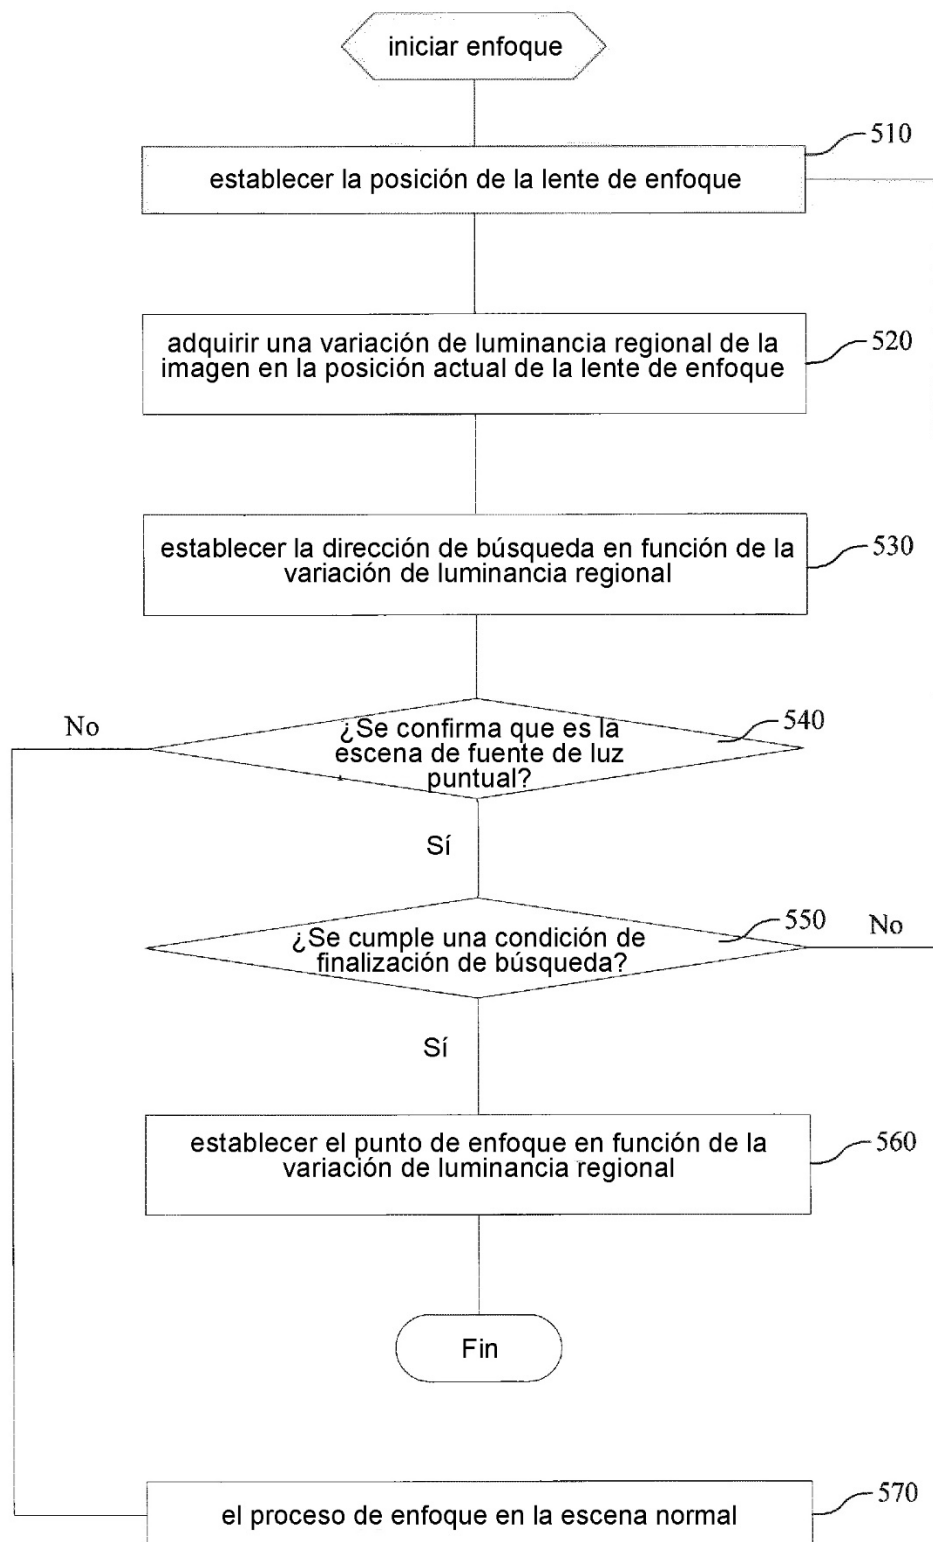 iniciar enfoque
510
establecer la posición de la lente de enfoque
adquirir una variación de luminancia regional de la
imagen en la posición actual de la lente de enfoque
520
establecer la dirección de búsqueda en función de la
variación de luminancia regional
530
No
¿Se confirma que es la
escena de fuente de luz
puntual?
540
Sí
¿Se cumple una condición de
finalización de búsqueda?
550
No
Sí
establecer el punto de enfoque en función de la
variación de luminancia regional
560
Fin
el proceso de enfoque en la escena normal
570